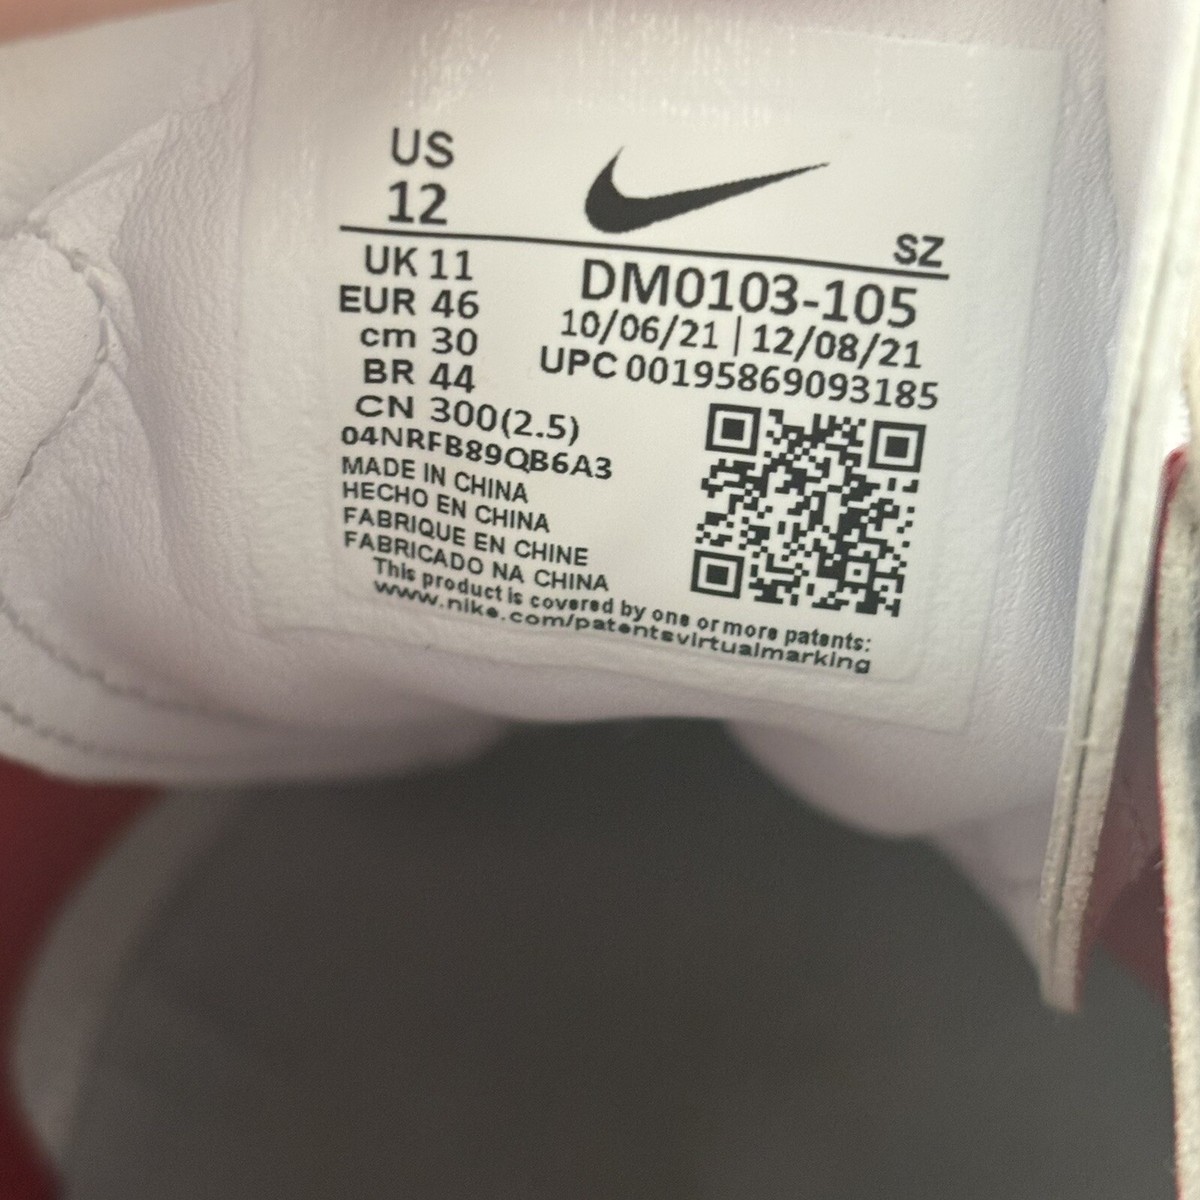 US
12
SZ
UK 11
EUR 46
cm 30
BR 44
CN 300(2.5)
DM0103-105
10/06/21 | 12/08/21
UPC 00195869093185
04NRFB89QB6A3
MADE IN CHINA
HECHO EN CHINA
FABRIQUE EN CHINE
FABRICADO NA CHINA
This product is covered by one or more patents:
www.nike.com/patentsvirtualmarking